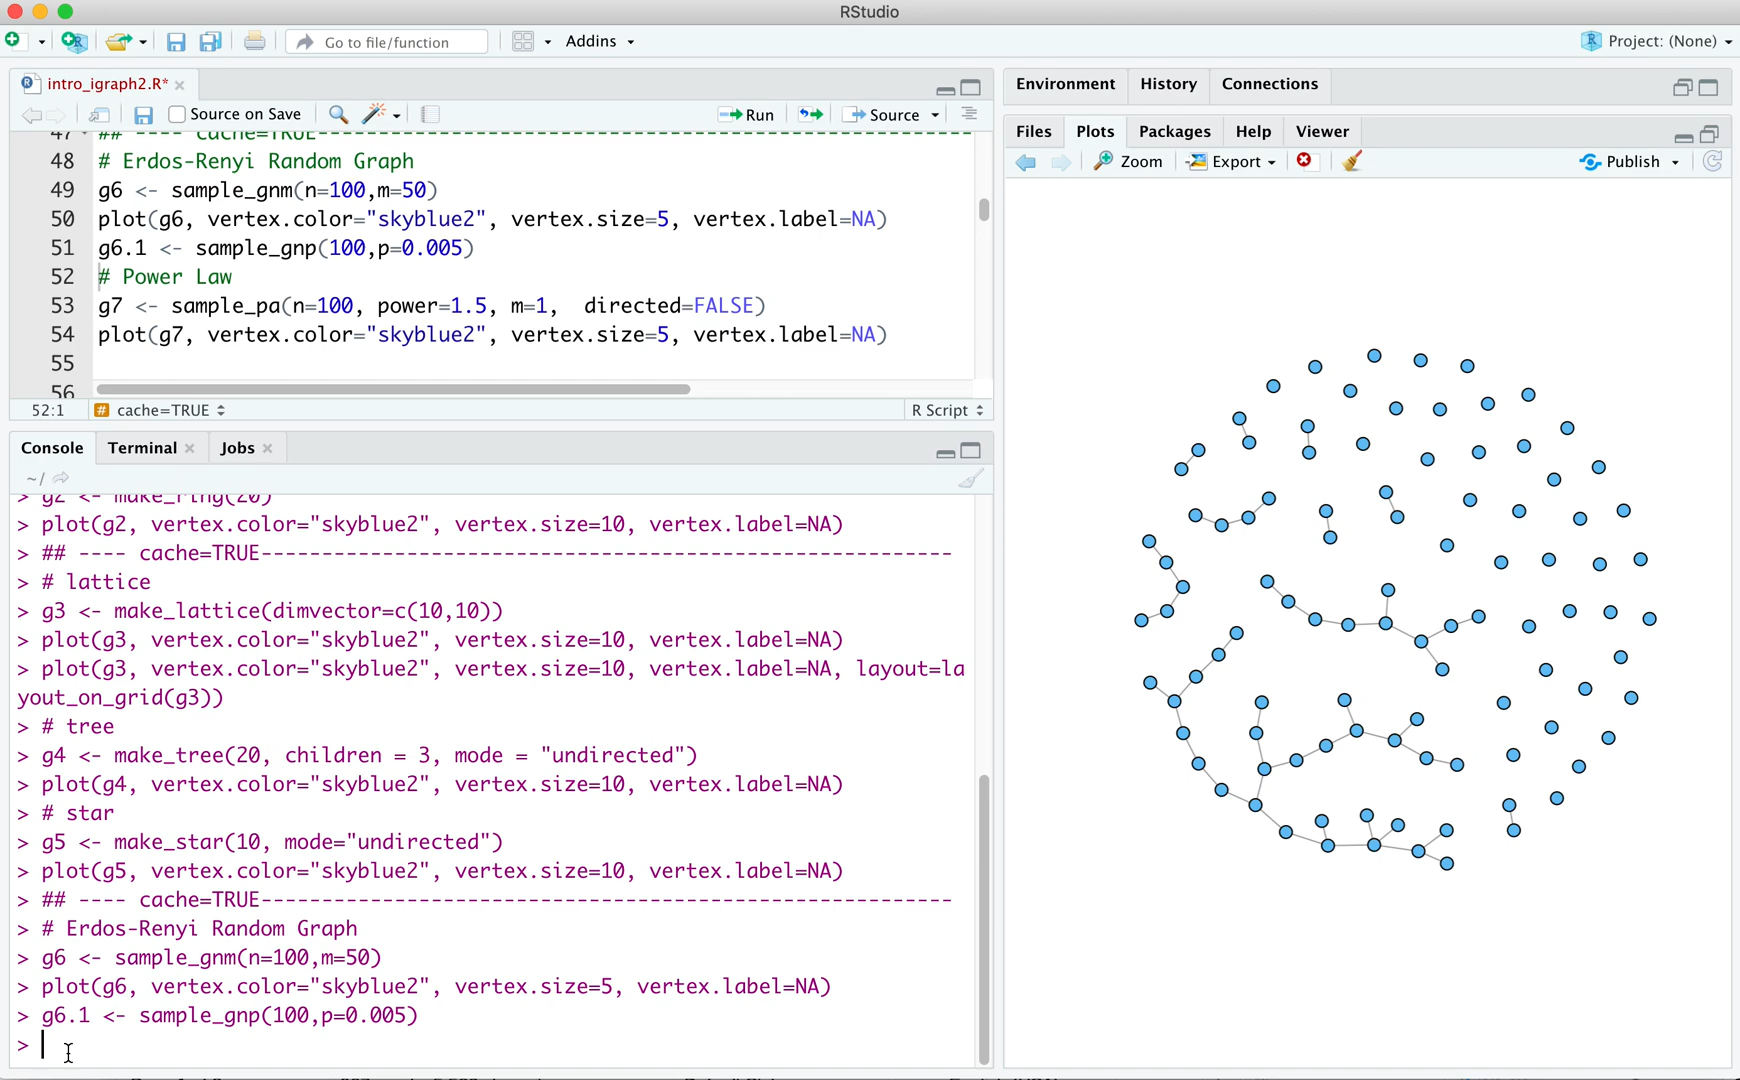 RStudio
Go to file/function
Addins
Project: (None)
intro_igraph2.R*
Source on Save
Run
Source
47 ## ---- cache=TRUE------------------------------------------------------
48 # Erdos-Renyi Random Graph
49 g6 <- sample_gnm(n=100,m=50)
50 plot(g6, vertex.color="skyblue2", vertex.size=5, vertex.label=NA)
51 g6.1 <- sample_gnp(100,p=0.005)
52 # Power Law
53 g7 <- sample_pa(n=100, power=1.5, m=1,  directed=FALSE)
54 plot(g7, vertex.color="skyblue2", vertex.size=5, vertex.label=NA)
55
56
52:1
# cache=TRUE
R Script
Console
Terminal
Jobs
~/
> g2 <- make_ring(20)
> plot(g2, vertex.color="skyblue2", vertex.size=10, vertex.label=NA)
> ## ---- cache=TRUE---------------------------------------------------------
> # lattice
> g3 <- make_lattice(dimvector=c(10,10))
> plot(g3, vertex.color="skyblue2", vertex.size=10, vertex.label=NA)
> plot(g3, vertex.color="skyblue2", vertex.size=10, vertex.label=NA, layout=la
yout_on_grid(g3))
> # tree
> g4 <- make_tree(20, children = 3, mode = "undirected")
> plot(g4, vertex.color="skyblue2", vertex.size=10, vertex.label=NA)
> # star
> g5 <- make_star(10, mode="undirected")
> plot(g5, vertex.color="skyblue2", vertex.size=10, vertex.label=NA)
> ## ---- cache=TRUE---------------------------------------------------------
> # Erdos-Renyi Random Graph
> g6 <- sample_gnm(n=100,m=50)
> plot(g6, vertex.color="skyblue2", vertex.size=5, vertex.label=NA)
> g6.1 <- sample_gnp(100,p=0.005)
>
Environment
History
Connections
Files
Plots
Packages
Help
Viewer
Zoom
Export
Publish